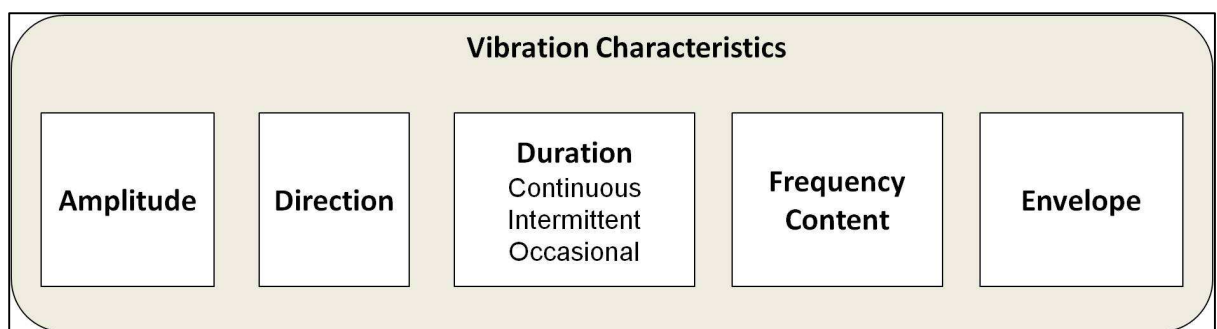 Vibration Characteristics
Amplitude
Direction
Duration
Continuous
Intermittent
Occasional
Frequency
Content
Envelope